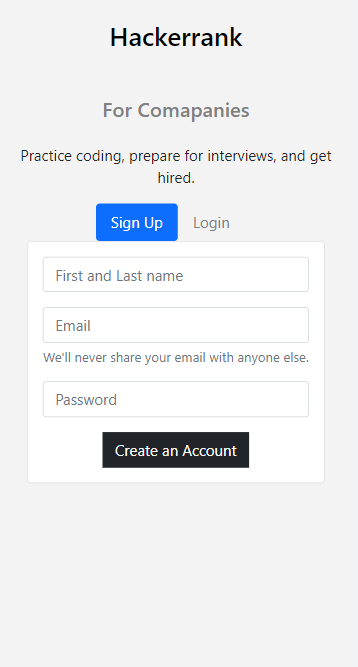 Hackerrank
For Comapanies
Practice coding, prepare for interviews, and get
hired.
Sign Up Login
First and Last name
Email
We'll never share your email with anyone else.
Password
Create an Account